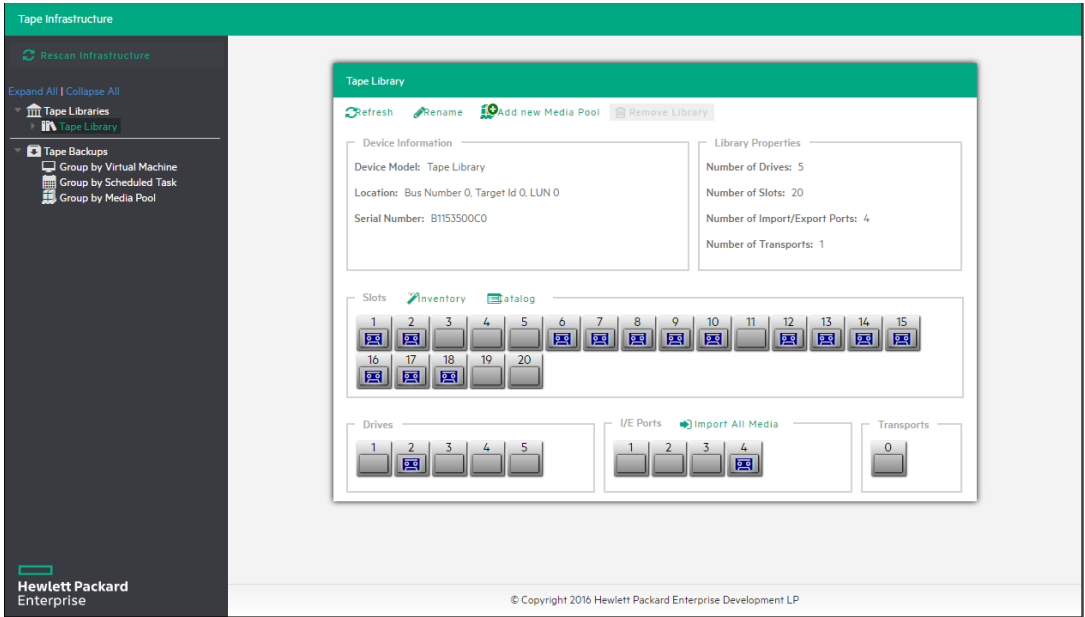 Tape Infrastructure
Rescan Infrastructure
Expand All | Collapse All
Tape Libraries
Tape Library
Tape Backups
Group by Virtual Machine
Group by Scheduled Task
Group by Media Pool
Tape Library
Refresh Rename Add new Media Pool Remove Library
Device Information
Device Model: Tape Library
Location: Bus Number 0, Target Id 0, LUN 0
Serial Number: B1153500C0
Library Properties
Number of Drives: 5
Number of Slots: 20
Number of Import/Export Ports: 4
Number of Transports: 1
Slots Inventory Catalog
1 2 3 4 5 6 7 8 9 10 11 12 13 14 15
16 17 18 19 20
Drives
1 2 3 4 5
I/E Ports Import All Media
1 2 3 4
Transports
0
Hewlett Packard
Enterprise
© Copyright 2016 Hewlett Packard Enterprise Development LP